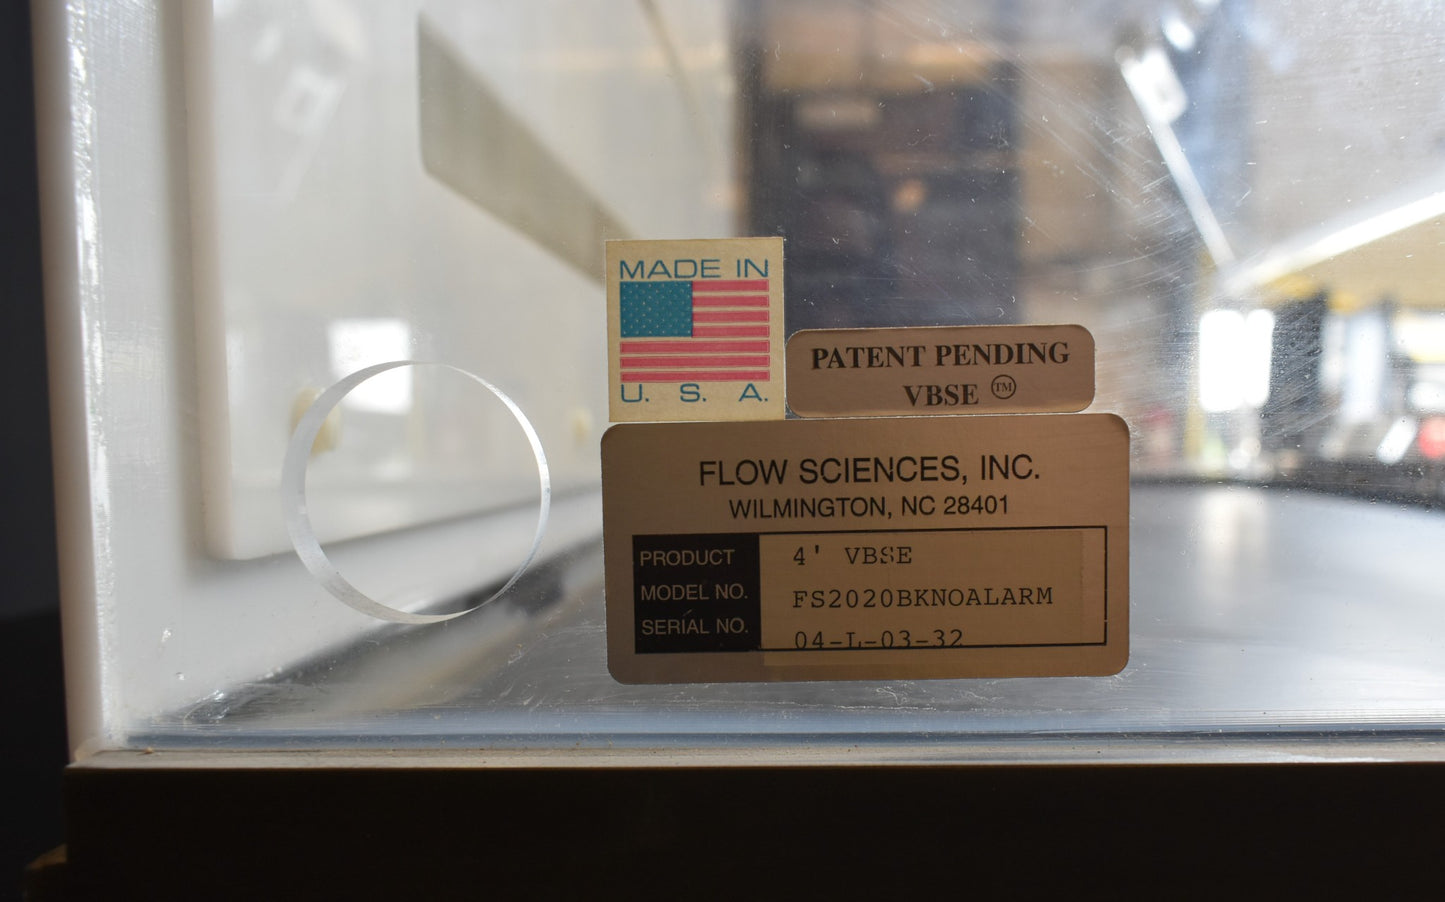 MADE IN
U. S. A.
PATENT PENDING
VBSE ™
FLOW SCIENCES, INC.
WILMINGTON, NC 28401
PRODUCT 4' VBSE
MODEL NO. FS2020BKNOALARM
SERIAL NO. 04-L-03-32